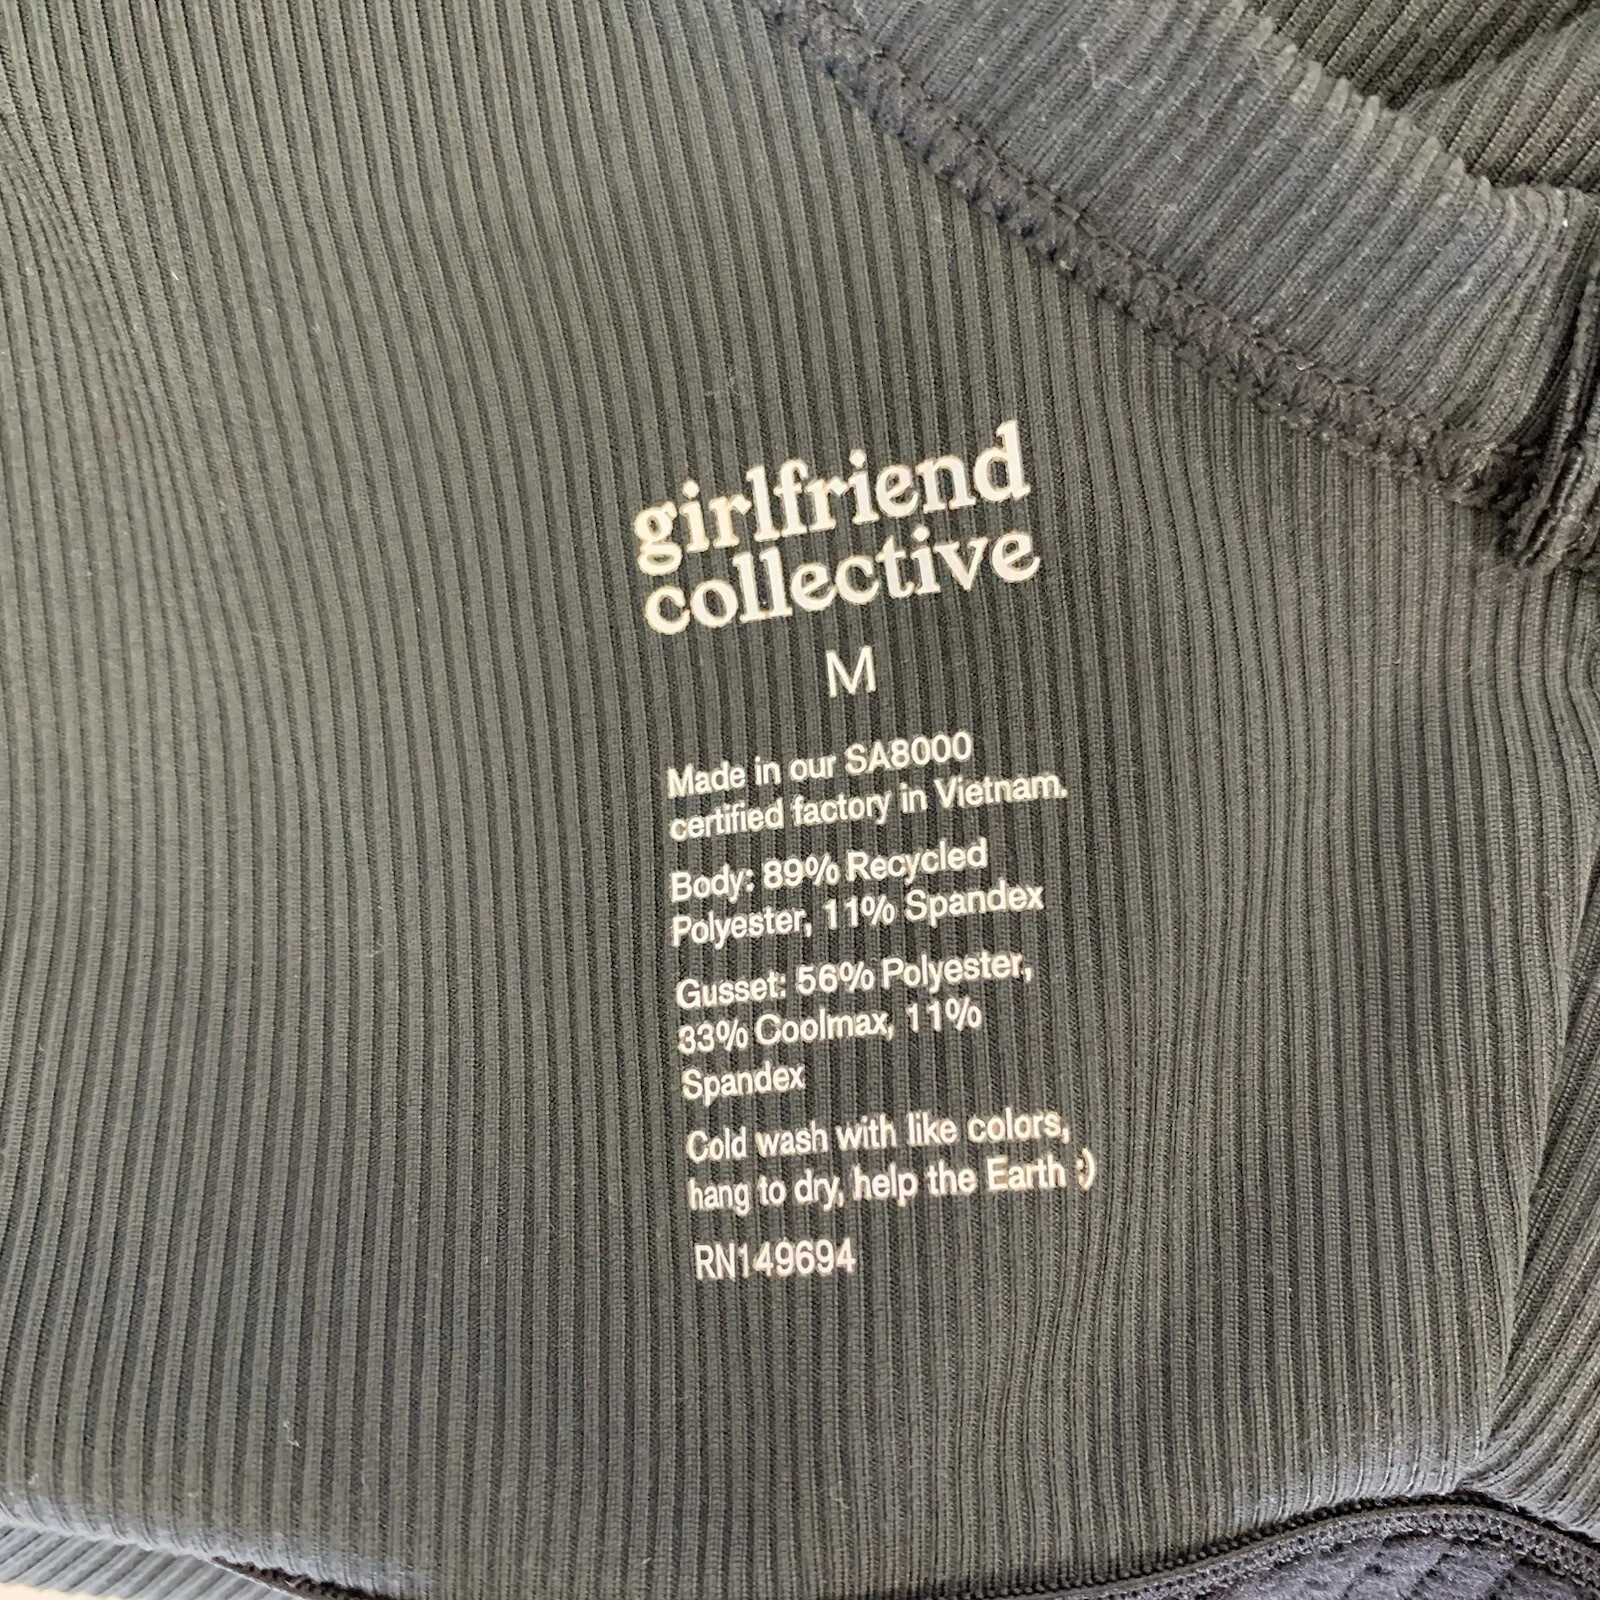 girlfriend
collective
M
Made in our SA8000
certified factory in Vietnam.
Body: 89% Recycled
Polyester, 11% Spandex
Gusset: 56% Polyester,
33% Coolmax, 11%
Spandex
Cold wash with like colors,
hang to dry, help the Earth :)
RN149694